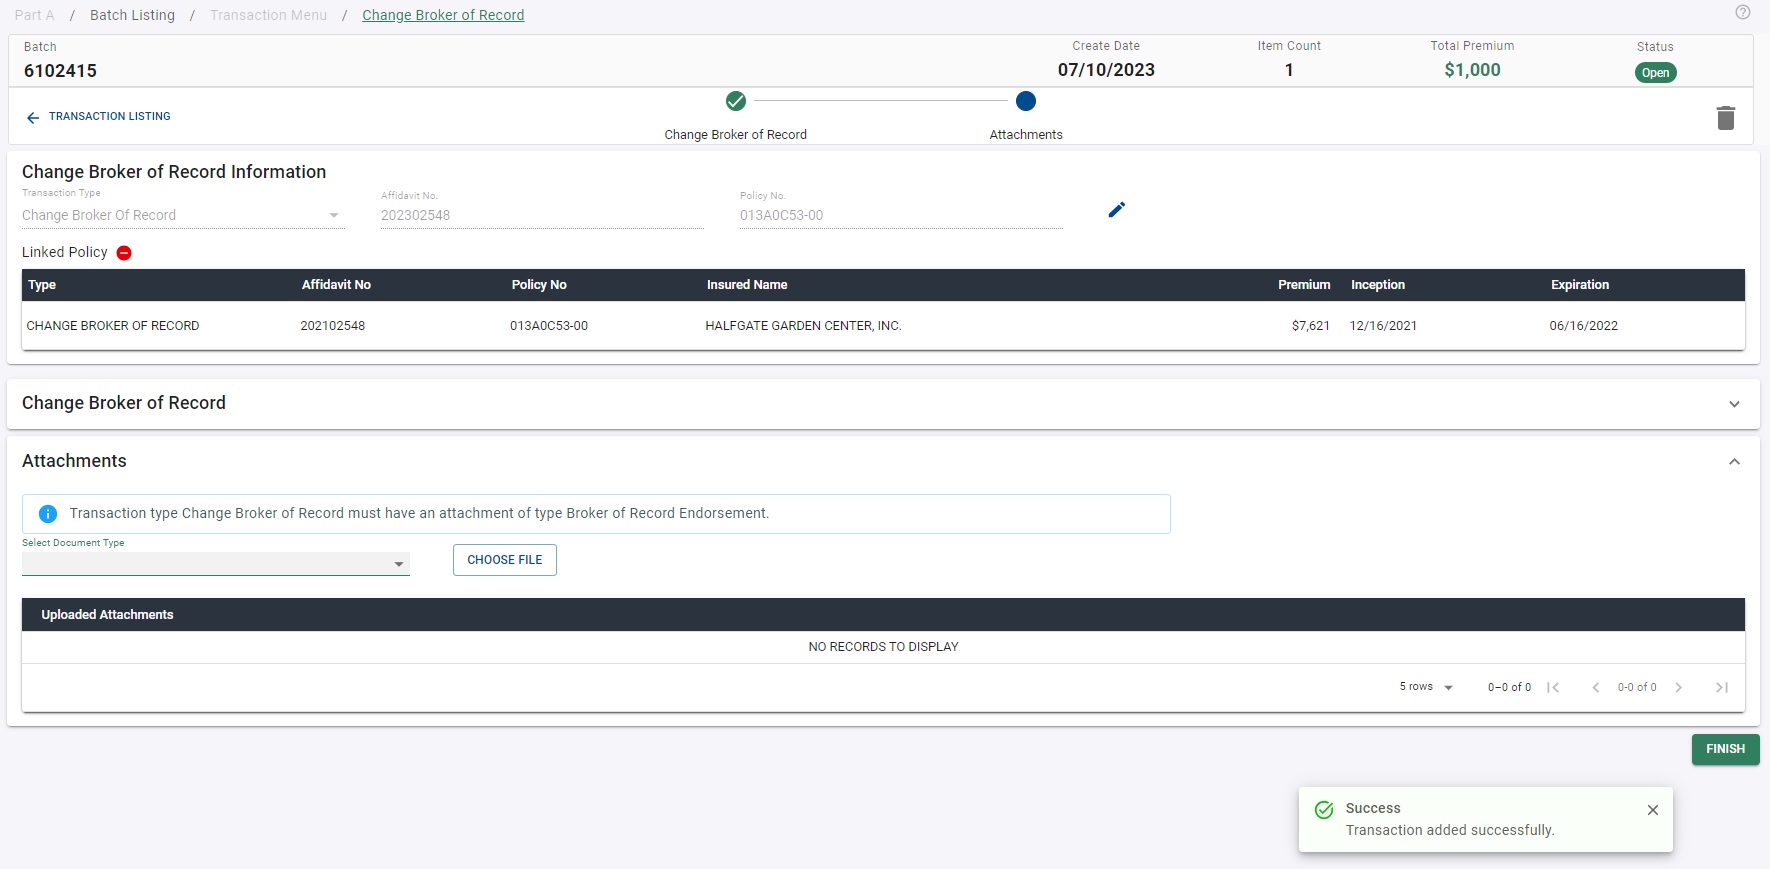 Part A / Batch Listing / Transaction Menu / Change Broker of Record
Batch
6102415
Create Date
07/10/2023
Item Count
1
Total Premium
$1,000
Status
Open
TRANSACTION LISTING
Change Broker of Record
Attachments
Change Broker of Record Information
Transaction Type
Change Broker Of Record
Affidavit No.
202302548
Policy No.
013A0C53-00
Linked Policy
Type Affidavit No Policy No Insured Name Premium Inception Expiration
CHANGE BROKER OF RECORD 202102548 013A0C53-00 HALFGATE GARDEN CENTER, INC. $7,621 12/16/2021 06/16/2022
Change Broker of Record
Attachments
Transaction type Change Broker of Record must have an attachment of type Broker of Record Endorsement.
Select Document Type
CHOOSE FILE
Uploaded Attachments
NO RECORDS TO DISPLAY
5 rows 0–0 of 0 0-0 of 0
FINISH
Success
Transaction added successfully.